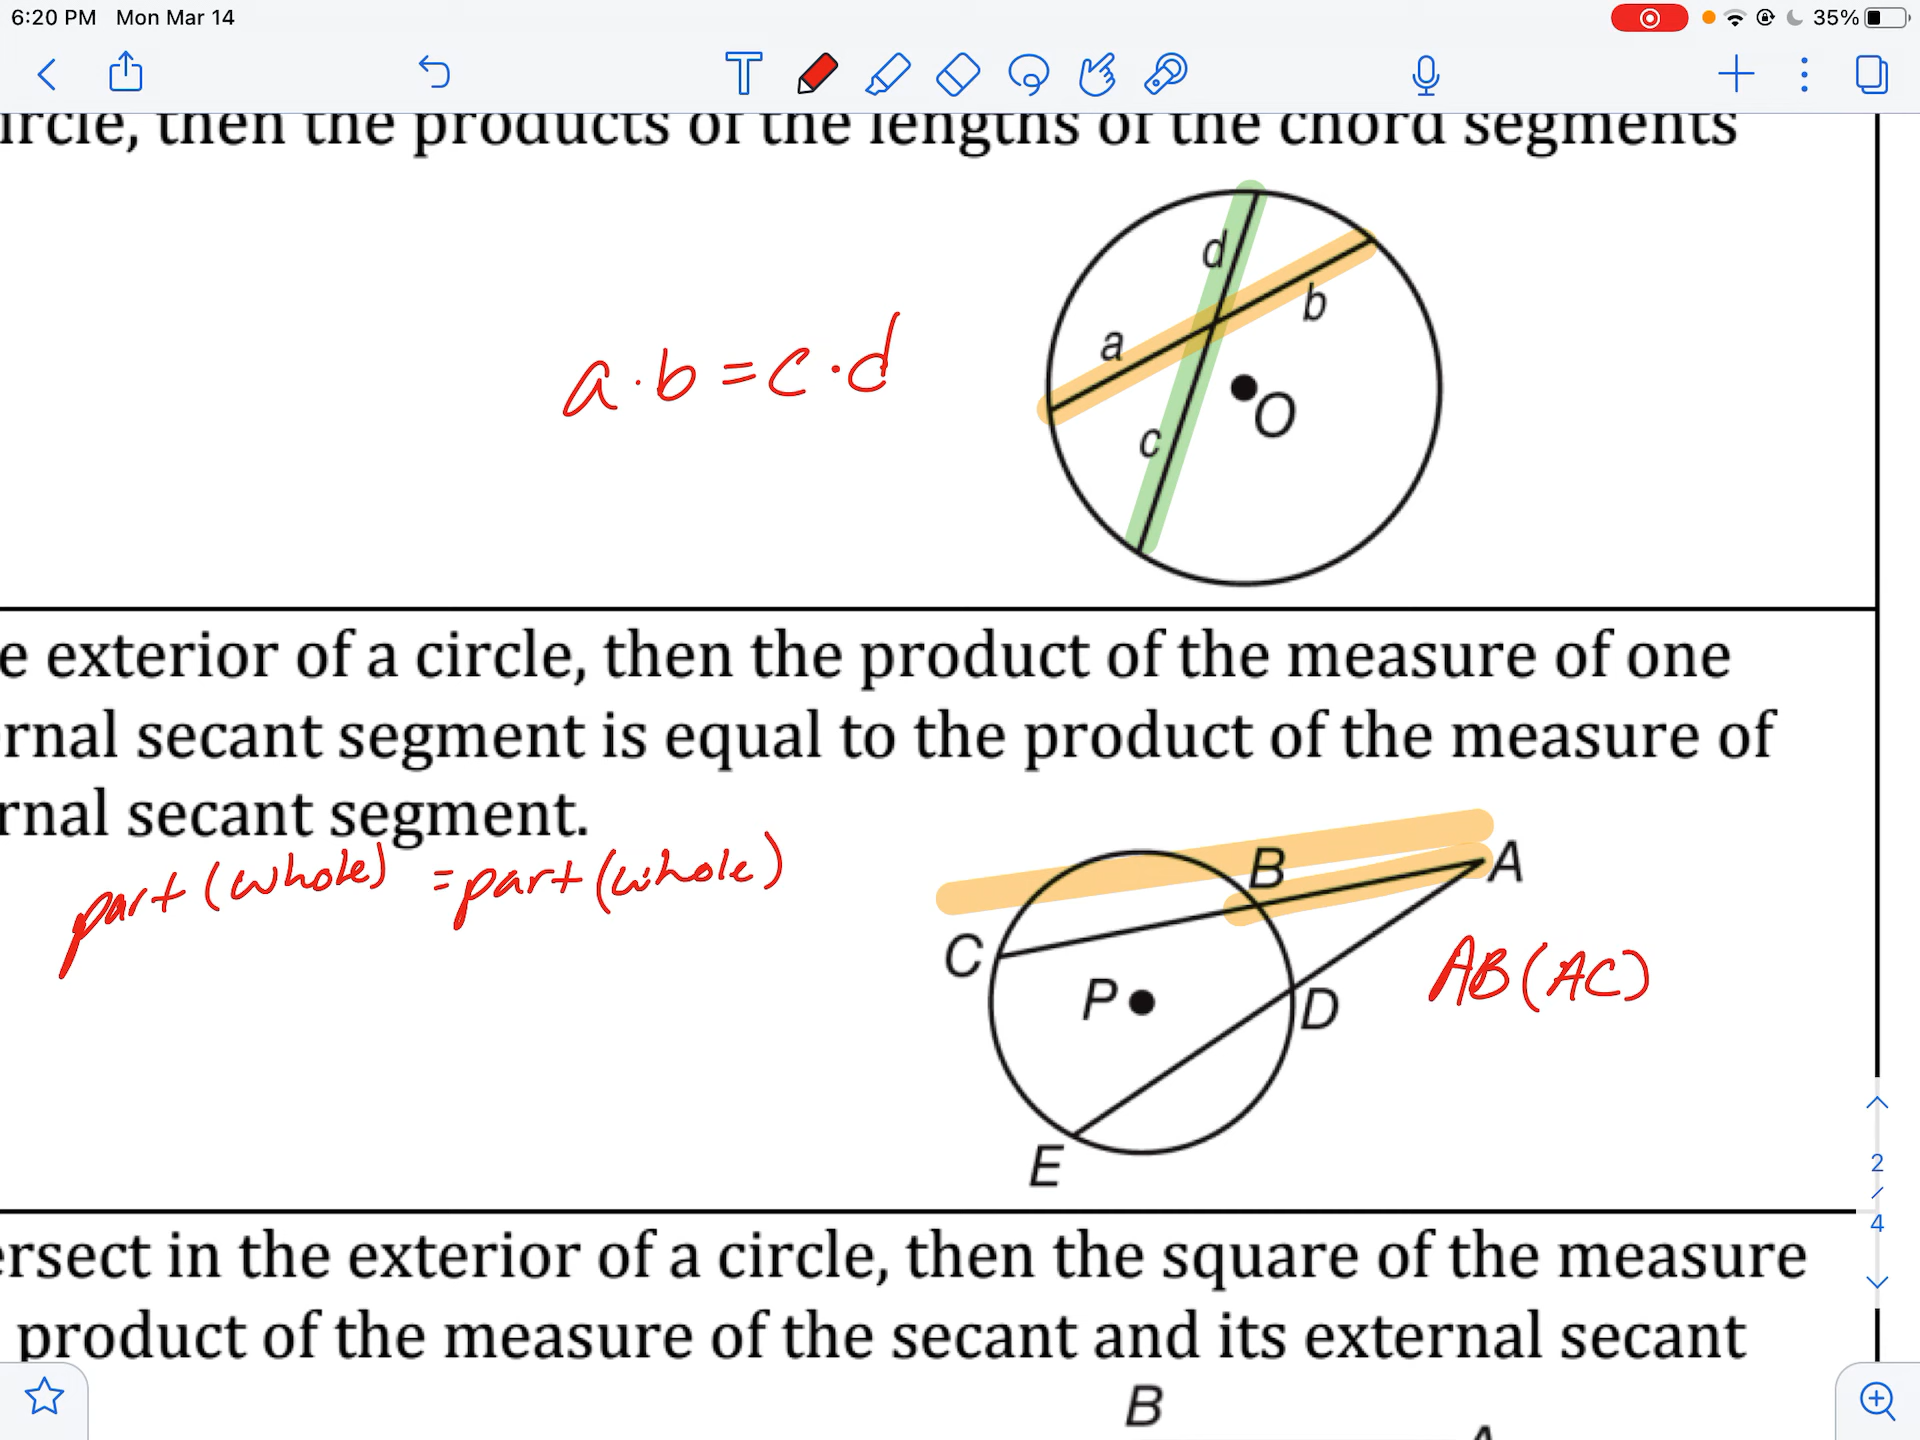 6:20 PM Mon Mar 14 35%
T
ircle, then the products of the lengths of the chord segments
d
b
a
a · b = c · d
O
c
e exterior of a circle, then the product of the measure of one
rnal secant segment is equal to the product of the measure of
rnal secant segment.
part (whole) = part (whole)
B
A
C
AB (AC)
P
D
E
2
/
4
ersect in the exterior of a circle, then the square of the measure
product of the measure of the secant and its external secant
B
A